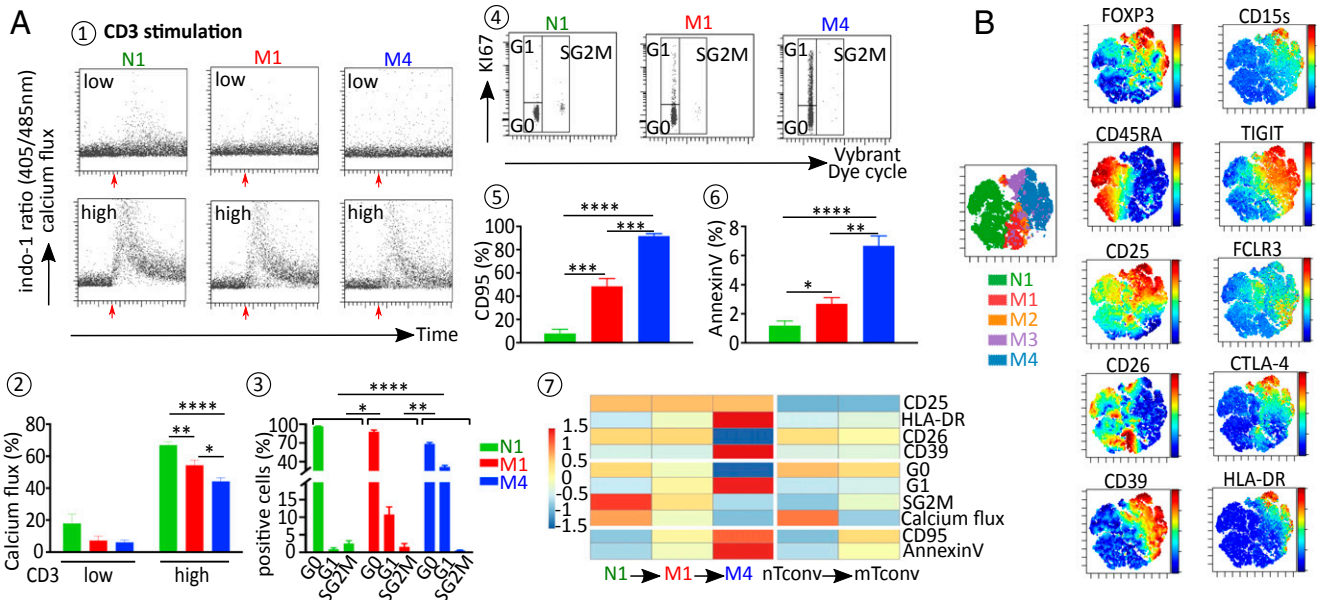 A
① CD3 stimulation
N1
M1
M4
low
low
low
high
high
high
indo-1 ratio (405/485nm)
calcium flux
Time
④
N1
M1
M4
G1
SG2M
G0
G1
SG2M
G0
G1
SG2M
G0
KI67
Vybrant
Dye cycle
⑤
CD95 (%)
100
80
60
40
20
0
****
***
***
⑥
AnnexinV (%)
8
6
4
2
0
****
**
*
②
Calcium flux (%)
80
60
40
20
0
****
**
*
CD3
low
high
③
positive cells (%)
100
70
40
15
10
5
0
****
*
**
G0
G1
SG2M
G0
G1
SG2M
G0
G1
SG2M
N1
M1
M4
⑦
1.5
1
0.5
0
-0.5
-1
-1.5
CD25
HLA-DR
CD26
CD39
G0
G1
SG2M
Calcium flux
CD95
AnnexinV
N1
M1
M4
nTconv
mTconv
B
N1
M1
M2
M3
M4
FOXP3
CD15s
CD45RA
TIGIT
CD25
FCLR3
CD26
CTLA-4
CD39
HLA-DR